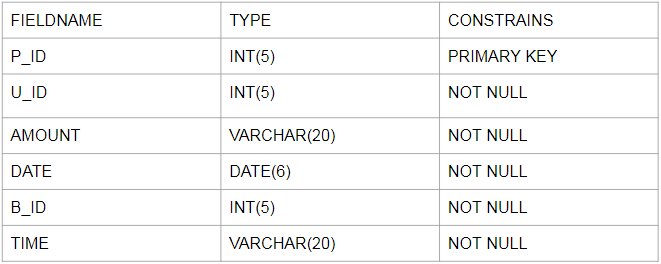 FIELDNAME TYPE CONSTRAINS
P_ID INT(5) PRIMARY KEY
U_ID INT(5) NOT NULL
AMOUNT VARCHAR(20) NOT NULL
DATE DATE(6) NOT NULL
B_ID INT(5) NOT NULL
TIME VARCHAR(20) NOT NULL